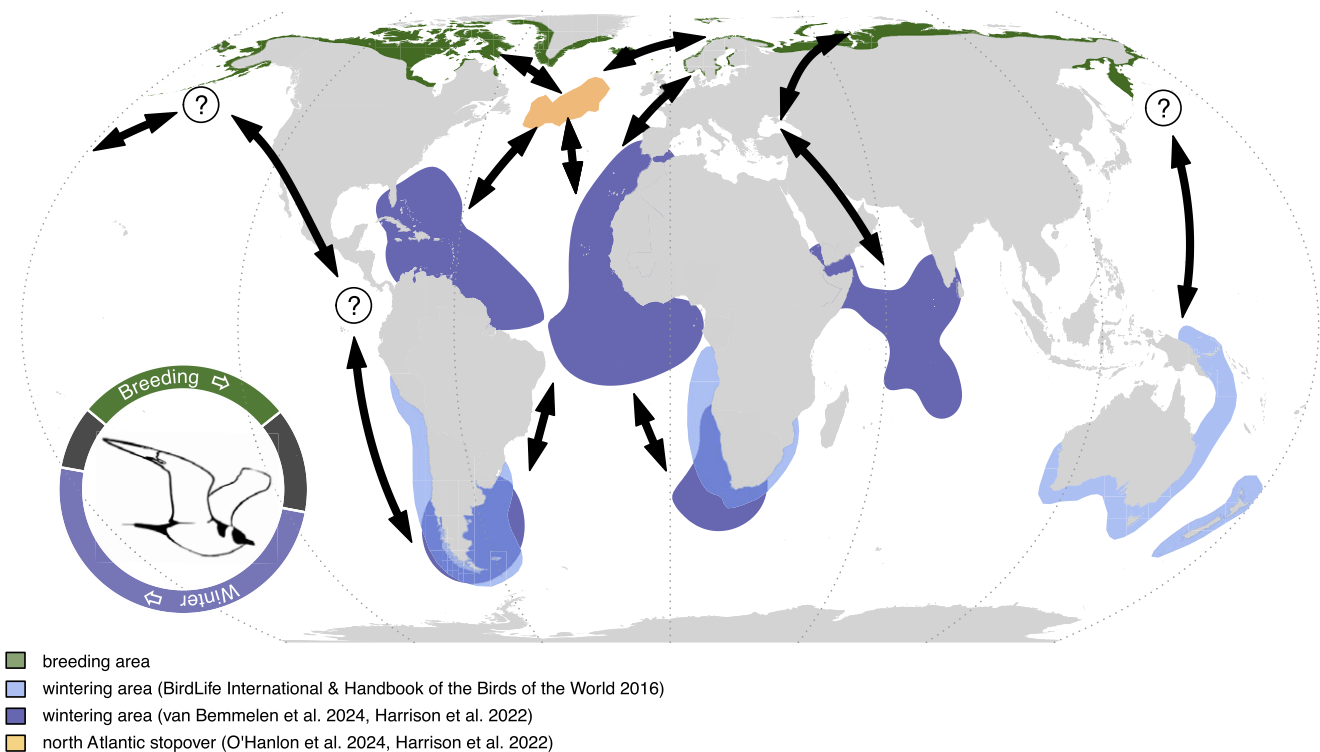 ?
?
?
Breeding
Winter
breeding area
wintering area (BirdLife International & Handbook of the Birds of the World 2016)
wintering area (van Bemmelen et al. 2024, Harrison et al. 2022)
north Atlantic stopover (O'Hanlon et al. 2024, Harrison et al. 2022)